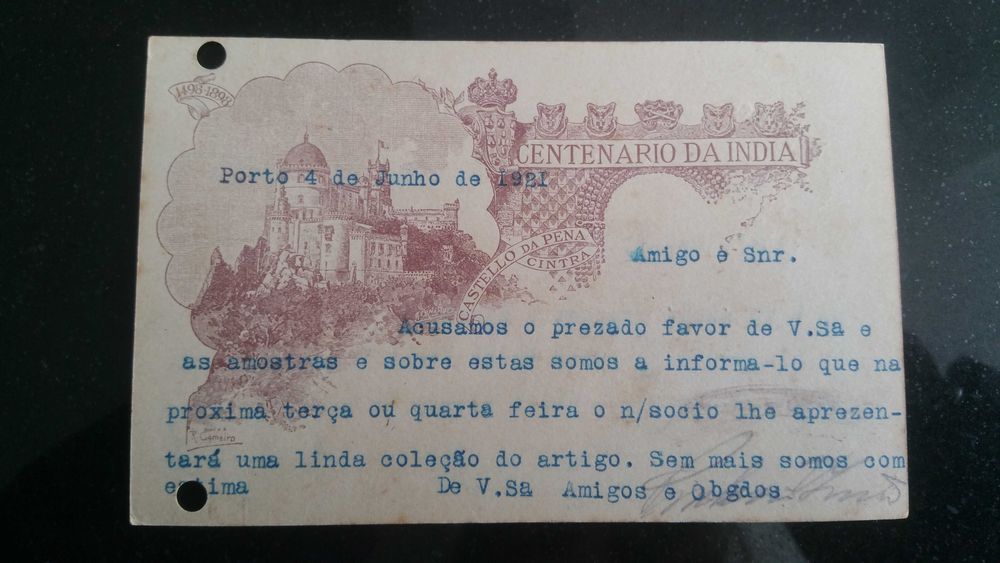 1498-1898
CENTENARIO DA INDIA
Porto 4 de Junho de 1921
CASTELLO DA PENA
CINTRA
Amigo e Snr.
Acusamos o prezado favor de V.Sa e
as amostras e sobre estas somos a informa-lo que na
proxima terça ou quarta feira o n/socio lhe aprezen-
tará uma linda coleção do artigo. Sem mais somos com
estima De V.Sa Amigos e Obgdos